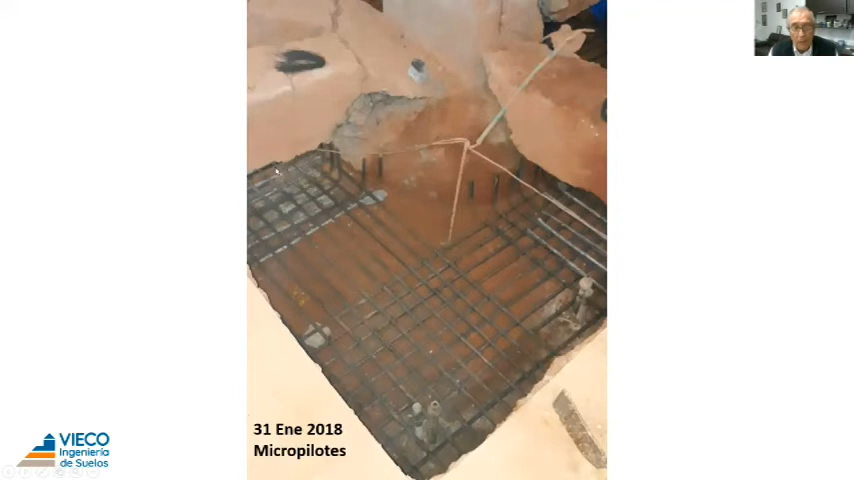 31 Ene 2018
Micropilotes
VIECO
Ingeniería
de Suelos